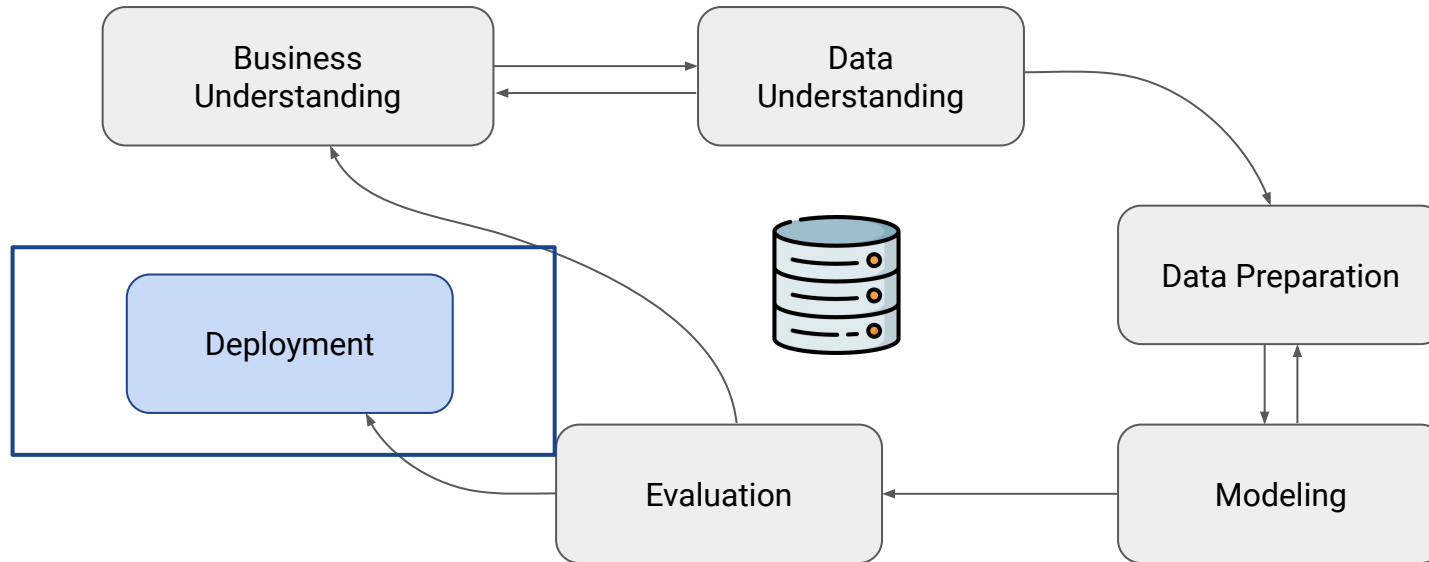 Business
Understanding
Data
Understanding
Data Preparation
Deployment
Evaluation
Modeling